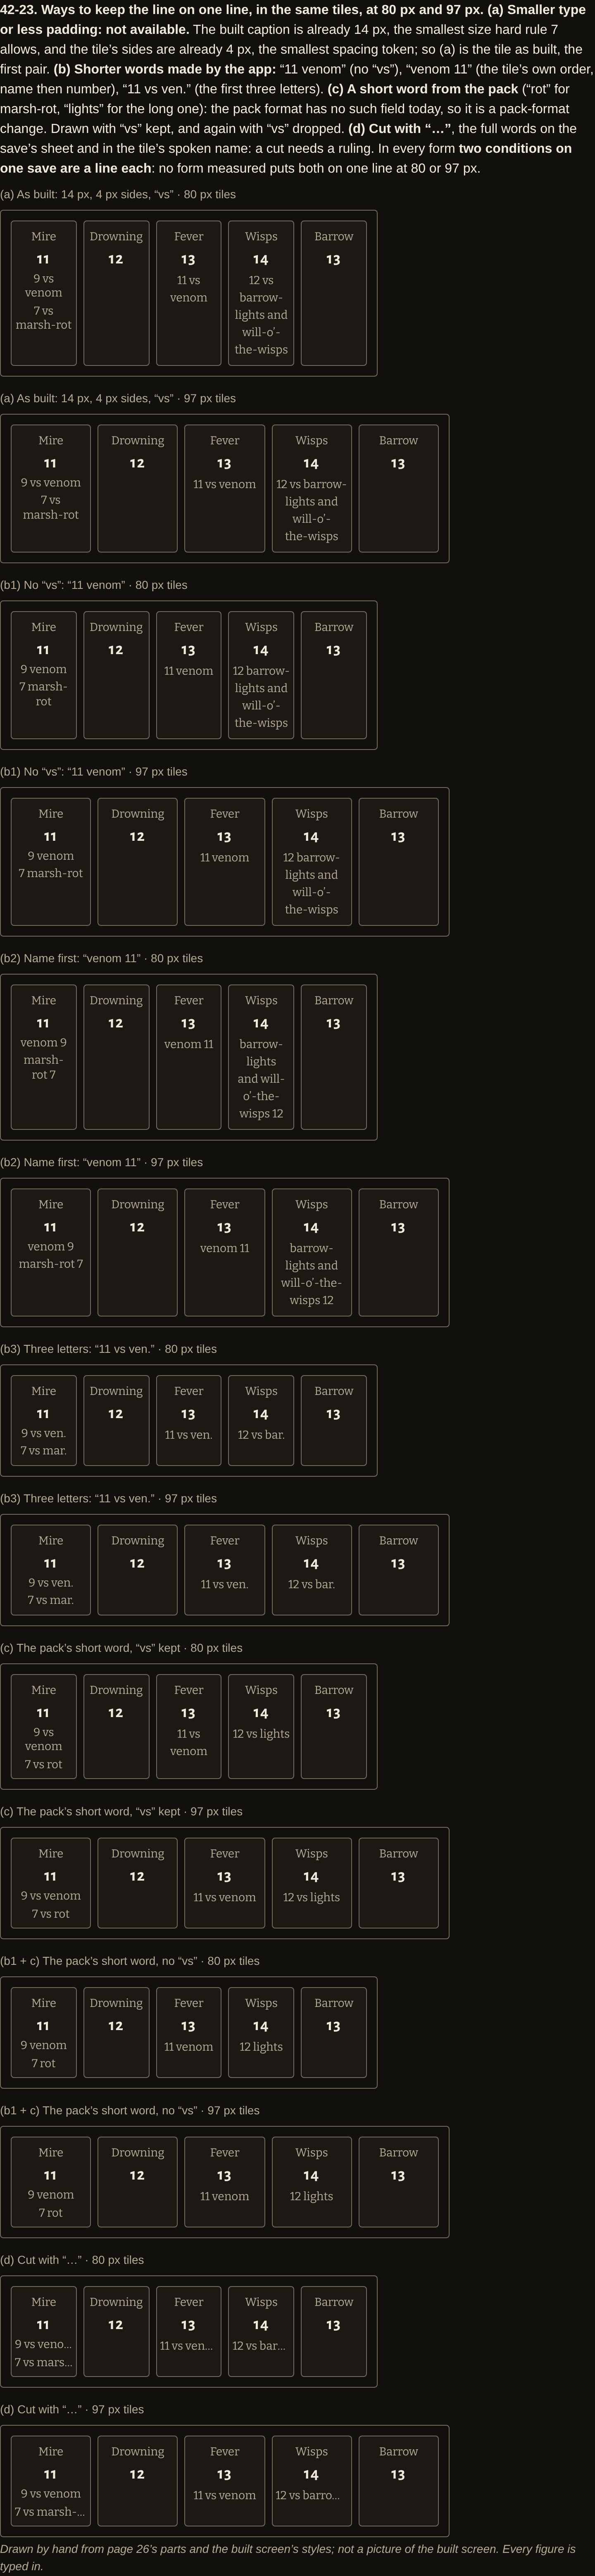 42-23. Ways to keep the line on one line, in the same tiles, at 80 px and 97 px. (a) Smaller type
or less padding: not available. The built caption is already 14 px, the smallest size hard rule 7
allows, and the tile's sides are already 4 px, the smallest spacing token; so (a) is the tile as built, the
first pair. (b) Shorter words made by the app: “11 venom” (no “vs”), “venom 11” (the tile's own order,
name then number), “11 vs ven.” (the first three letters). (c) A short word from the pack (“rot” for
marsh-rot, “lights” for the long one): the pack format has no such field today, so it is a pack-format
change. Drawn with “vs” kept, and again with “vs” dropped. (d) Cut with “…”, the full words on the
save's sheet and in the tile's spoken name: a cut needs a ruling. In every form two conditions on
one save are a line each: no form measured puts both on one line at 80 or 97 px.
(a) As built: 14 px, 4 px sides, “vs” · 80 px tiles
Mire
11
9 vs
venom
7 vs
marsh-rot
Drowning
12
Fever
13
11 vs
venom
Wisps
14
12 vs
barrow-
lights and
will-o'-
the-wisps
Barrow
13
(a) As built: 14 px, 4 px sides, “vs” · 97 px tiles
Mire
11
9 vs venom
7 vs
marsh-rot
Drowning
12
Fever
13
11 vs venom
Wisps
14
12 vs barrow-
lights and
will-o'-
the-wisps
Barrow
13
(b1) No “vs”: “11 venom” · 80 px tiles
Mire
11
9 venom
7 marsh-
rot
Drowning
12
Fever
13
11 venom
Wisps
14
12 barrow-
lights and
will-o'-
the-wisps
Barrow
13
(b1) No “vs”: “11 venom” · 97 px tiles
Mire
11
9 venom
7 marsh-rot
Drowning
12
Fever
13
11 venom
Wisps
14
12 barrow-
lights and
will-o'-
the-wisps
Barrow
13
(b2) Name first: “venom 11” · 80 px tiles
Mire
11
venom 9
marsh-
rot 7
Drowning
12
Fever
13
venom 11
Wisps
14
barrow-
lights
and will-
o'-the-
wisps 12
Barrow
13
(b2) Name first: “venom 11” · 97 px tiles
Mire
11
venom 9
marsh-rot 7
Drowning
12
Fever
13
venom 11
Wisps
14
barrow-
lights and
will-o'-the-
wisps 12
Barrow
13
(b3) Three letters: “11 vs ven.” · 80 px tiles
Mire
11
9 vs ven.
7 vs mar.
Drowning
12
Fever
13
11 vs ven.
Wisps
14
12 vs bar.
Barrow
13
(b3) Three letters: “11 vs ven.” · 97 px tiles
Mire
11
9 vs ven.
7 vs mar.
Drowning
12
Fever
13
11 vs ven.
Wisps
14
12 vs bar.
Barrow
13
(c) The pack's short word, “vs” kept · 80 px tiles
Mire
11
9 vs
venom
7 vs rot
Drowning
12
Fever
13
11 vs
venom
Wisps
14
12 vs lights
Barrow
13
(c) The pack's short word, “vs” kept · 97 px tiles
Mire
11
9 vs venom
7 vs rot
Drowning
12
Fever
13
11 vs venom
Wisps
14
12 vs lights
Barrow
13
(b1 + c) The pack's short word, no “vs” · 80 px tiles
Mire
11
9 venom
7 rot
Drowning
12
Fever
13
11 venom
Wisps
14
12 lights
Barrow
13
(b1 + c) The pack's short word, no “vs” · 97 px tiles
Mire
11
9 venom
7 rot
Drowning
12
Fever
13
11 venom
Wisps
14
12 lights
Barrow
13
(d) Cut with “…” · 80 px tiles
Mire
11
9 vs veno…
7 vs mars…
Drowning
12
Fever
13
11 vs ven…
Wisps
14
12 vs bar…
Barrow
13
(d) Cut with “…” · 97 px tiles
Mire
11
9 vs venom
7 vs marsh-…
Drowning
12
Fever
13
11 vs venom
Wisps
14
12 vs barro…
Barrow
13
Drawn by hand from page 26's parts and the built screen's styles; not a picture of the built screen. Every figure is
typed in.